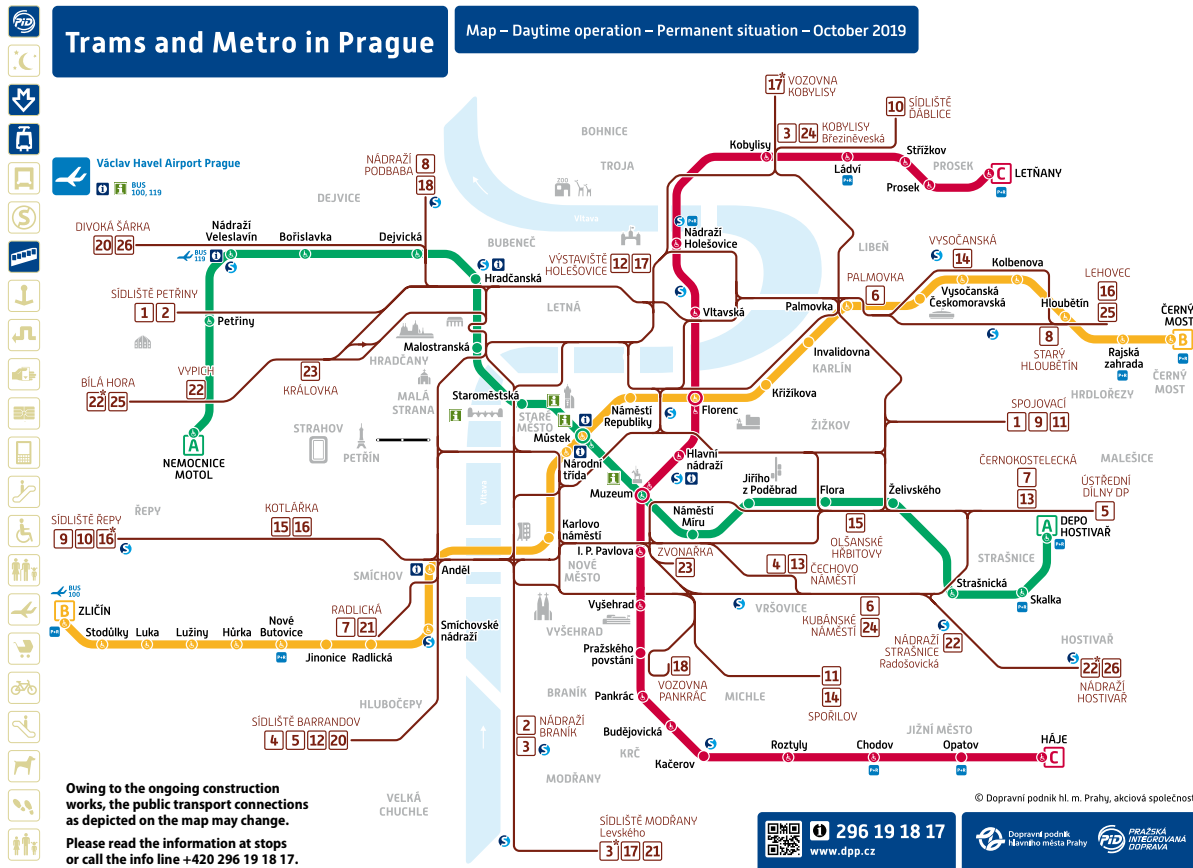 PID
Trams and Metro in Prague
Map – Daytime operation – Permanent situation – October 2019
17* VOZOVNA
KOBYLISY
10 SÍDLIŠTĚ
ĎÁBLICE
3 24 KOBYLISY
Březiněveská
BOHNICE
Kobylisy
Střížkov
PROSEK
Ládví
P+R
Prosek
C LETŇANY
P+R
TROJA
ZOO
Václav Havel Airport Prague
BUS
100, 119
NÁDRAŽÍ
PODBABA
8
18
S
DEJVICE
DIVOKÁ ŠÁRKA
20 26
Nádraží
Veleslavín
Bořislavka
Dejvická
BUS
119
S
BUBENEČ
S
Hradčanská
Vltava
S P+R
Nádraží
Holešovice
VÝSTAVIŠTĚ
HOLEŠOVICE
12 17
LIBEŇ
VYSOČANSKÁ
S 14
Kolbenova
PALMOVKA
6
Palmovka
Vysočanská
Českomoravská
Hloubětín
LEHOVEC
16
25
SÍDLIŠTĚ PETŘINY
1 2
Petřiny
LETNÁ
S
Vltavská
S
8
STARÝ
HLOUBĚTÍN
ČERNÝ
MOST
B
P+R
Rajská
zahrada
P+R
ČERNÝ
MOST
Malostranská
HRADČANY
Invalidovna
KARLÍN
23
KRÁLOVKA
VYPICH
22
BÍLÁ HORA
22* 25
MALÁ
STRANA
Staroměstská
STARÉ
MĚSTO
Náměstí
Republiky
S
Florenc
Křižíkova
HRDLOŘEZY
SPOJOVACÍ
1 9 11
STRAHOV
PETŘÍN
Můstek
ŽIŽKOV
A
NEMOCNICE
MOTOL
Národní
třída
Hlavní
nádraží
S
Muzeum
Jiřího
z Poděbrad
Flora
Želivského
ČERNOKOSTELECKÁ
7
13
MALEŠICE
ÚSTŘEDNÍ
DÍLNY DP
5
Vltava
ŘEPY
SÍDLIŠTĚ ŘEPY
9 10 16*
S
KOTLÁŘKA
15 16
Karlovo
náměstí
Náměstí
Míru
15
OLŠANSKÉ
HŘBITOVY
A DEPO
HOSTIVAŘ
P+R
I. P. Pavlova
ZVONAŘKA
23
4 13 ČECHOVO
NÁMĚSTÍ
STRAŠNICE
NOVÉ
MĚSTO
SMÍCHOV
Anděl
BUS
100
B ZLIČÍN
P+R
Stodůlky
Luka
Lužiny
Hůrka
Nové
Butovice
P+R
Jinonice
Radlická
RADLICKÁ
7 21
Smíchovské
nádraží
S
Vyšehrad
VYŠEHRAD
S
VRŠOVICE
6
KUBÁNSKÉ
NÁMĚSTÍ
24
Strašnická
Skalka
P+R
S
NÁDRAŽÍ
STRAŠNICE
Radošovická
22
HOSTIVAŘ
S
22* 26
NÁDRAŽÍ
HOSTIVAŘ
Pražského
povstání
18
VOZOVNA
PANKRÁC
11
14
SPOŘILOV
BRANÍK
Pankrác
MICHLE
HLUBOČEPY
SÍDLIŠTĚ BARRANDOV
4 5 12 20
2
3
NÁDRAŽÍ
BRANÍK
S
Budějovická
KRČ
S
Kačerov
Roztyly
Chodov
P+R
JIŽNÍ MĚSTO
Opatov
P+R
HÁJE
C
MODŘANY
VELKÁ
CHUCHLE
SÍDLIŠTĚ MODŘANY
Levského
3* 17 21
S
Owing to the ongoing construction
works, the public transport connections
as depicted on the map may change.
Please read the information at stops
or call the info line +420 296 19 18 17.
© Dopravní podnik hl. m. Prahy, akciová společnost
296 19 18 17
www.dpp.cz
Dopravní podnik
hlavního města Prahy
PID
PRAŽSKÁ
INTEGROVANÁ
DOPRAVA